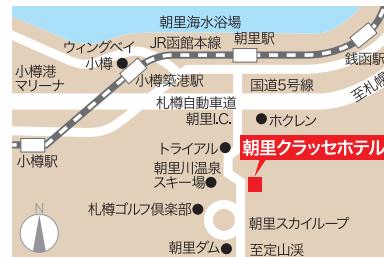 朝里海水浴場
ウィングベイ
小樽
JR函館本線
朝里駅
銭函駅
小樽港
マリーナ
小樽築港駅
国道5号線
至札幌
札樽自動車道
朝里I.C.
ホクレン
小樽駅
トライアル
朝里クラッセホテル
朝里川温泉
スキー場
N
札樽ゴルフ倶楽部
朝里スカイループ
朝里ダム
至定山渓